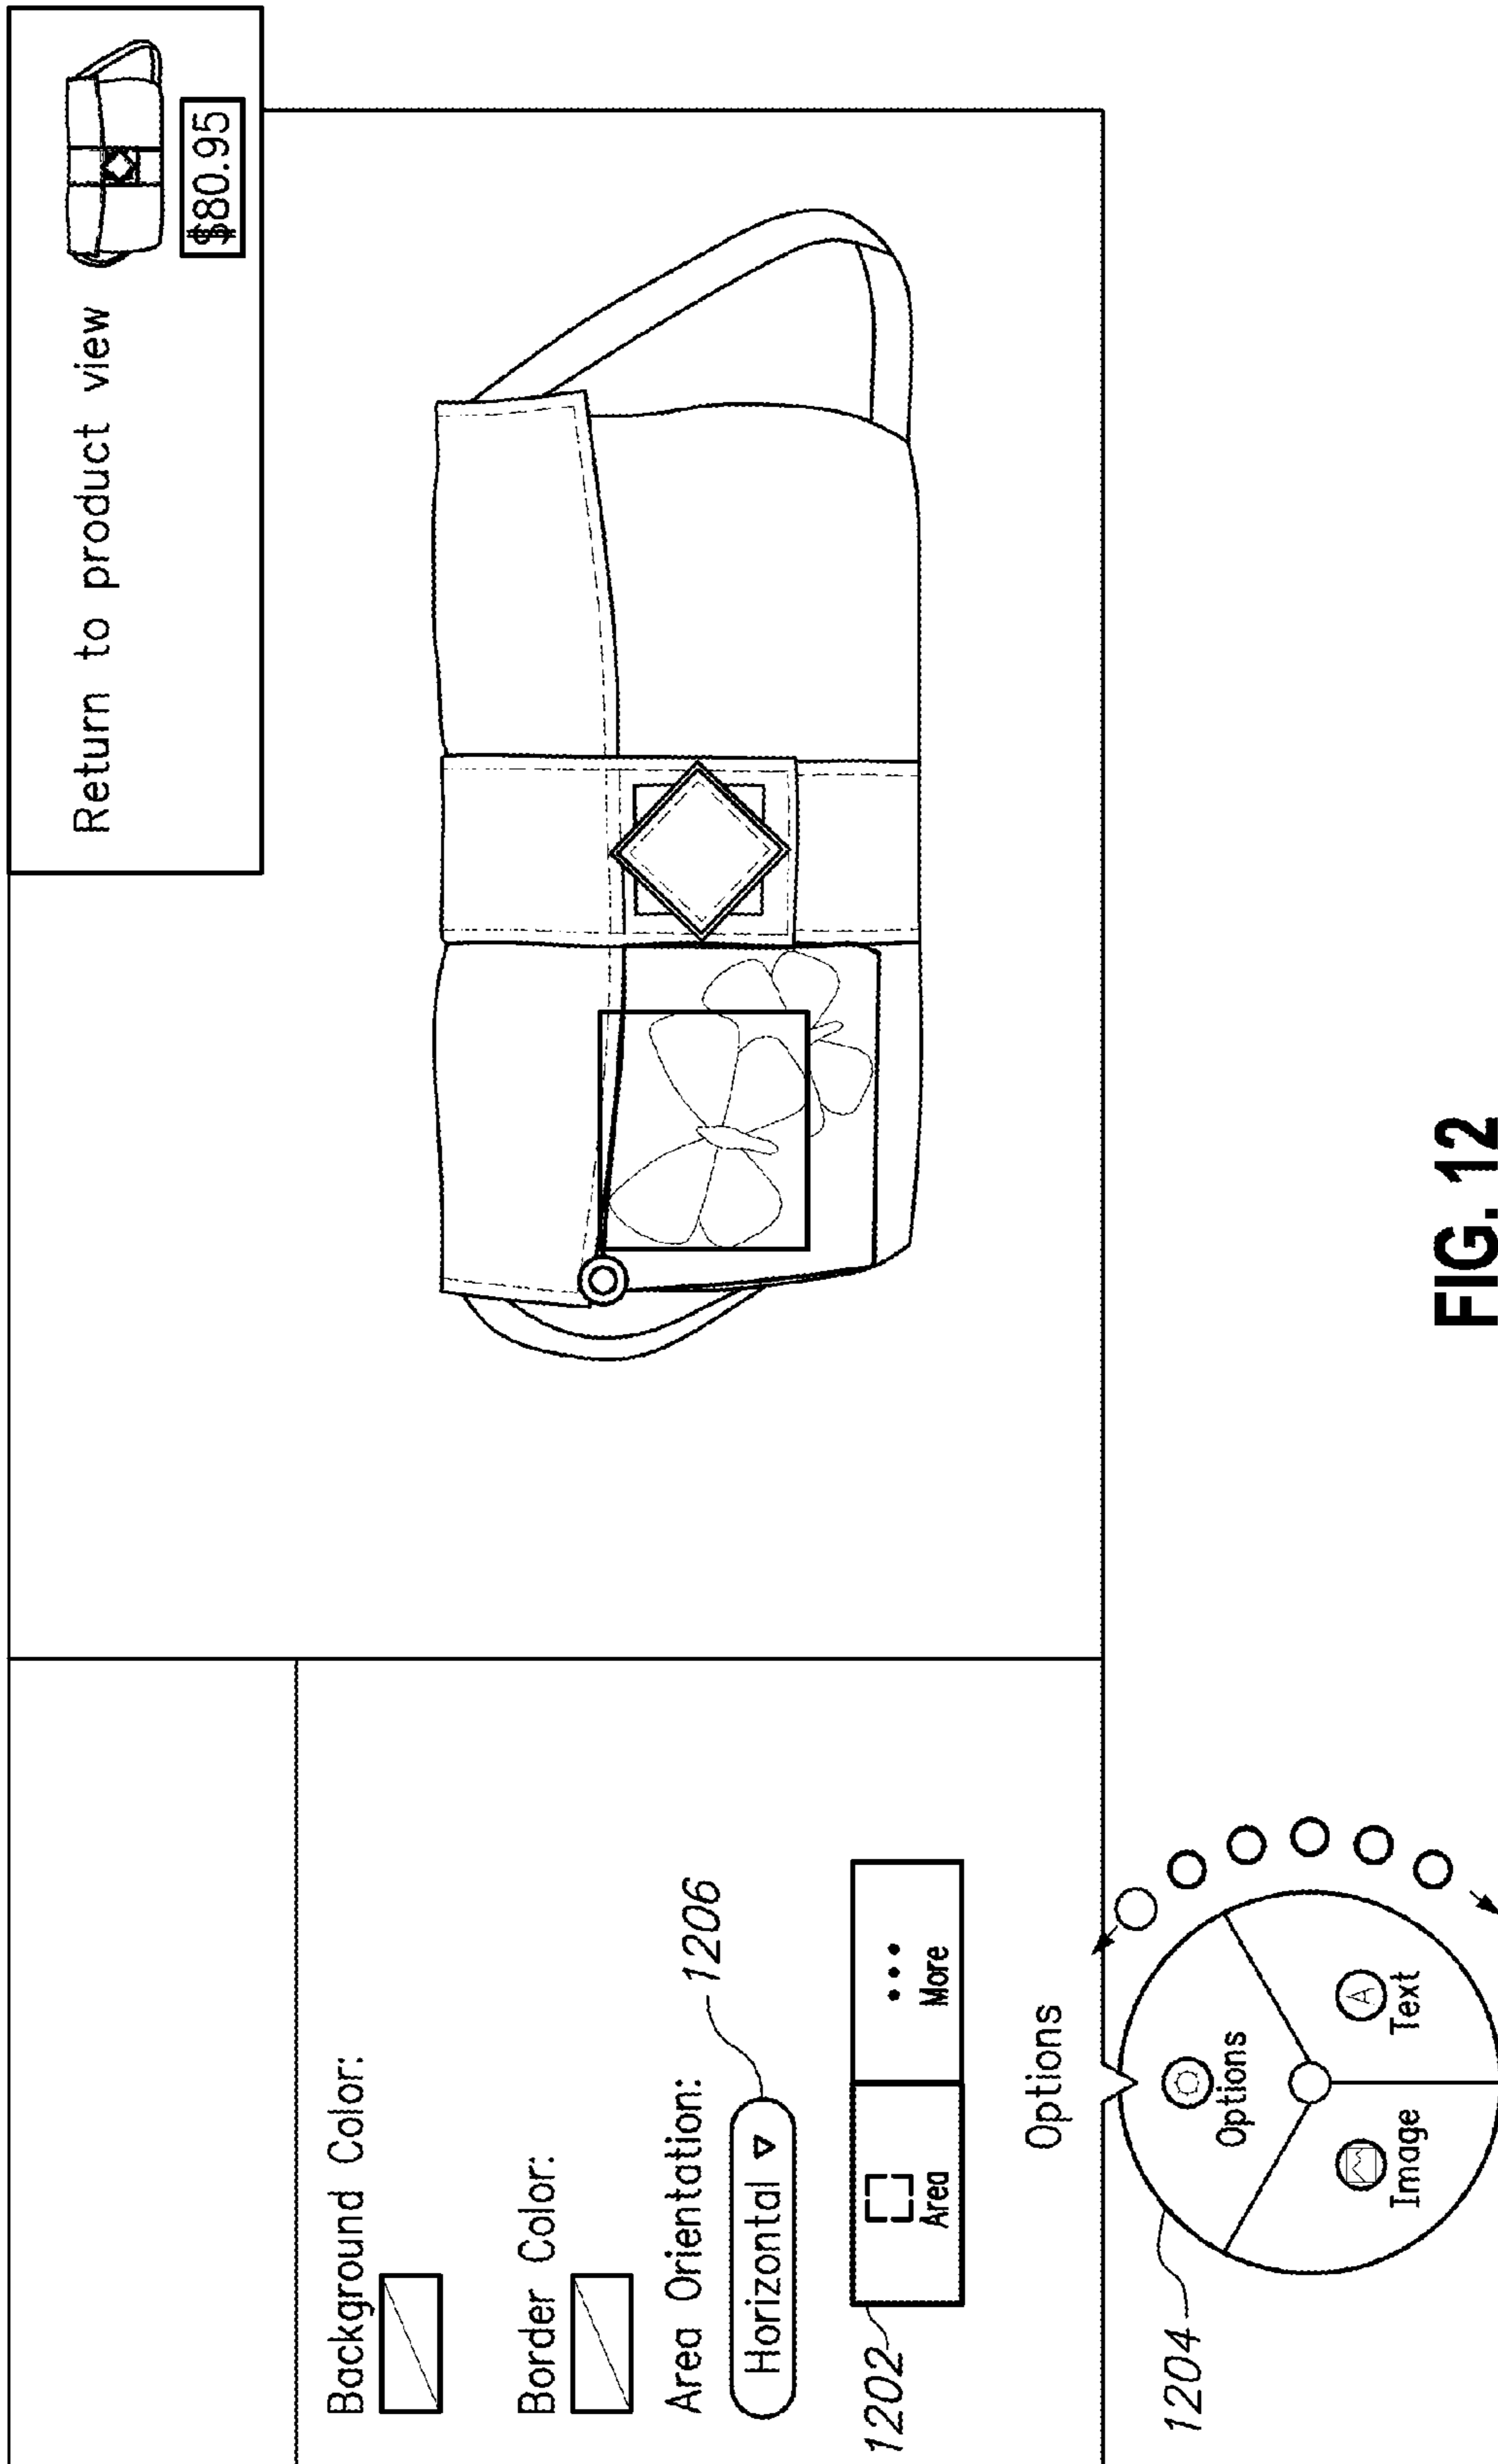 Return to product view
$80.95
Background Color:
Border Color:
Area Orientation:
Horizontal
1206
1202
Area
More
Options
1204
Options
Image
A
Text
FIG. 12